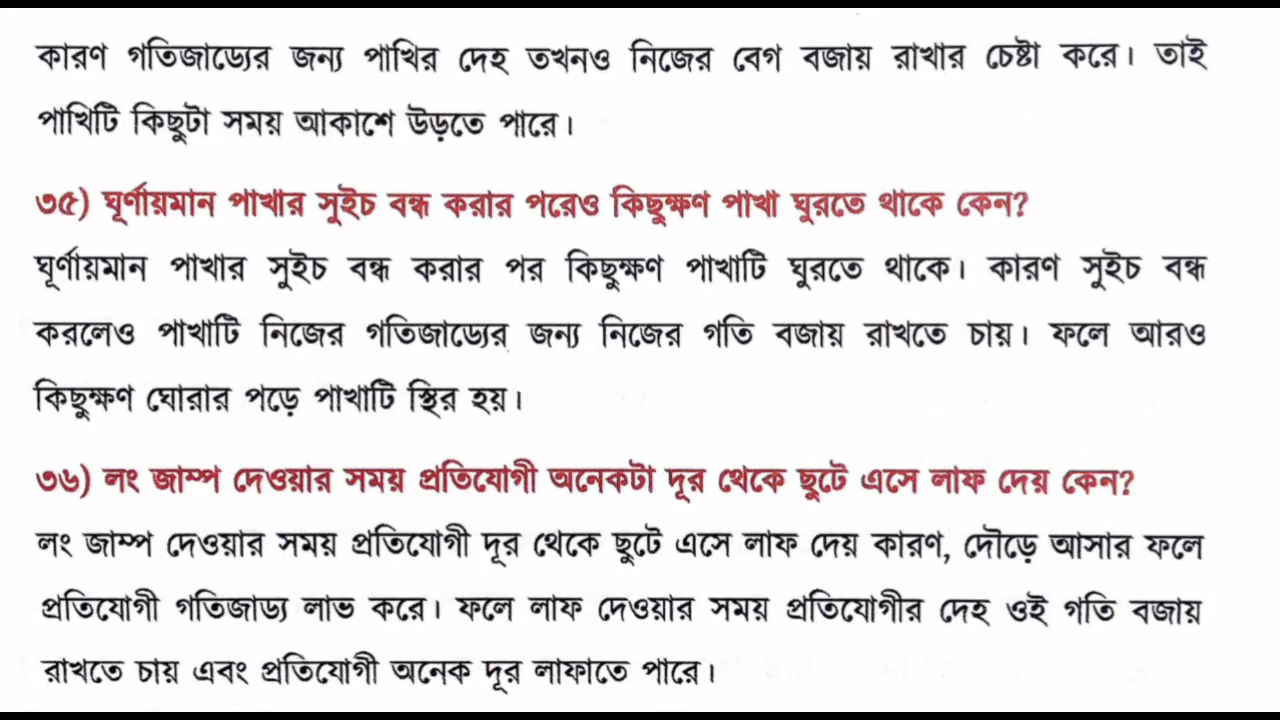 কারণ গতিজাড্যের জন্য পাখির দেহ তখনও নিজের বেগ বজায় রাখার চেষ্টা করে। তাই
পাখিটি কিছুটা সময় আকাশে উড়তে পারে।
৩৫) ঘূর্ণায়মান পাখার সুইচ বন্ধ করার পরেও কিছুক্ষণ পাখা ঘুরতে থাকে কেন?
ঘূর্ণায়মান পাখার সুইচ বন্ধ করার পর কিছুক্ষণ পাখাটি ঘুরতে থাকে। কারণ সুইচ বন্ধ
করলেও পাখাটি নিজের গতিজাড্যের জন্য নিজের গতি বজায় রাখতে চায়। ফলে আরও
কিছুক্ষণ ঘোরার পড়ে পাখাটি স্থির হয়।
৩৬) লং জাম্প দেওয়ার সময় প্রতিযোগী অনেকটা দূর থেকে ছুটে এসে লাফ দেয় কেন?
লং জাম্প দেওয়ার সময় প্রতিযোগী দূর থেকে ছুটে এসে লাফ দেয় কারণ, দৌড়ে আসার ফলে
প্রতিযোগী গতিজাড্য লাভ করে। ফলে লাফ দেওয়ার সময় প্রতিযোগীর দেহ ওই গতি বজায়
রাখতে চায় এবং প্রতিযোগী অনেক দূর লাফাতে পারে।